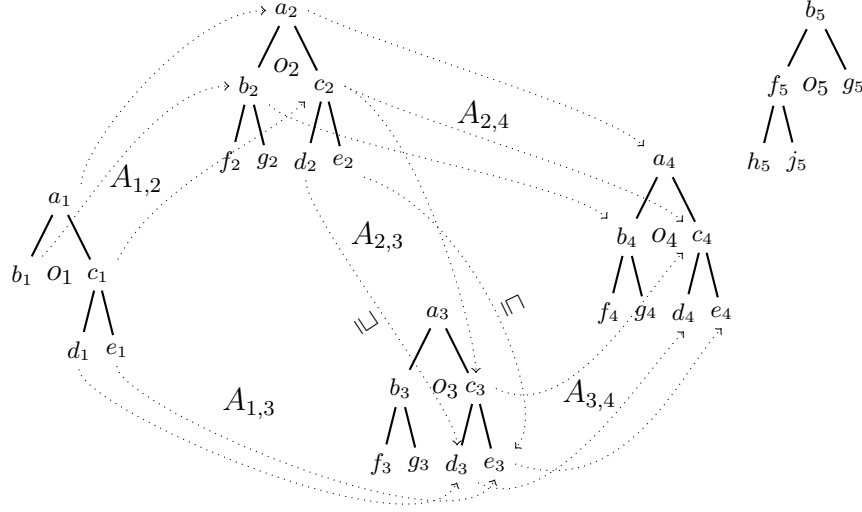 a₂
b₅
o₂
b₂ c₂
f₅ o₅ g₅
A₂,₄
f₂ g₂ d₂ e₂
a₄
h₅ j₅
A₁,₂
a₁
A₂,₃
b₄ o₄ c₄
b₁ o₁ c₁
⊒
⊑
a₃
f₄ g₄ d₄ e₄
d₁ e₁
b₃ o₃ c₃
A₁,₃
A₃,₄
f₃ g₃ d₃ e₃